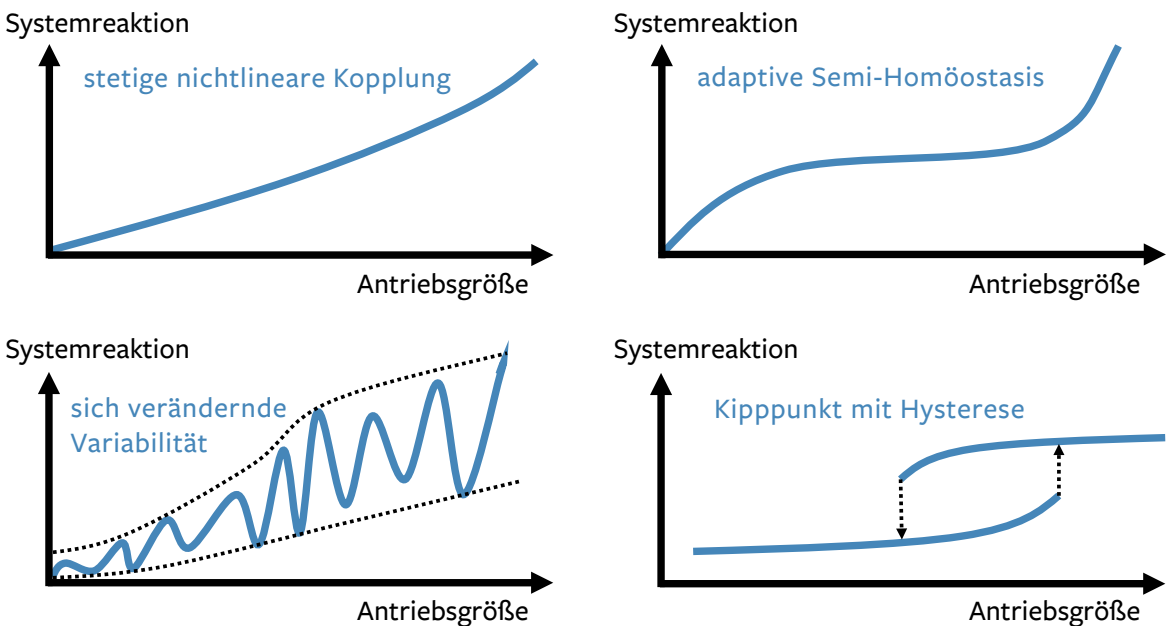 Systemreaktion
stetige nichtlineare Kopplung
Antriebsgröße
Systemreaktion
adaptive Semi-Homöostasis
Antriebsgröße
Systemreaktion
sich verändernde
Variabilität
Antriebsgröße
Systemreaktion
Kipppunkt mit Hysterese
Antriebsgröße